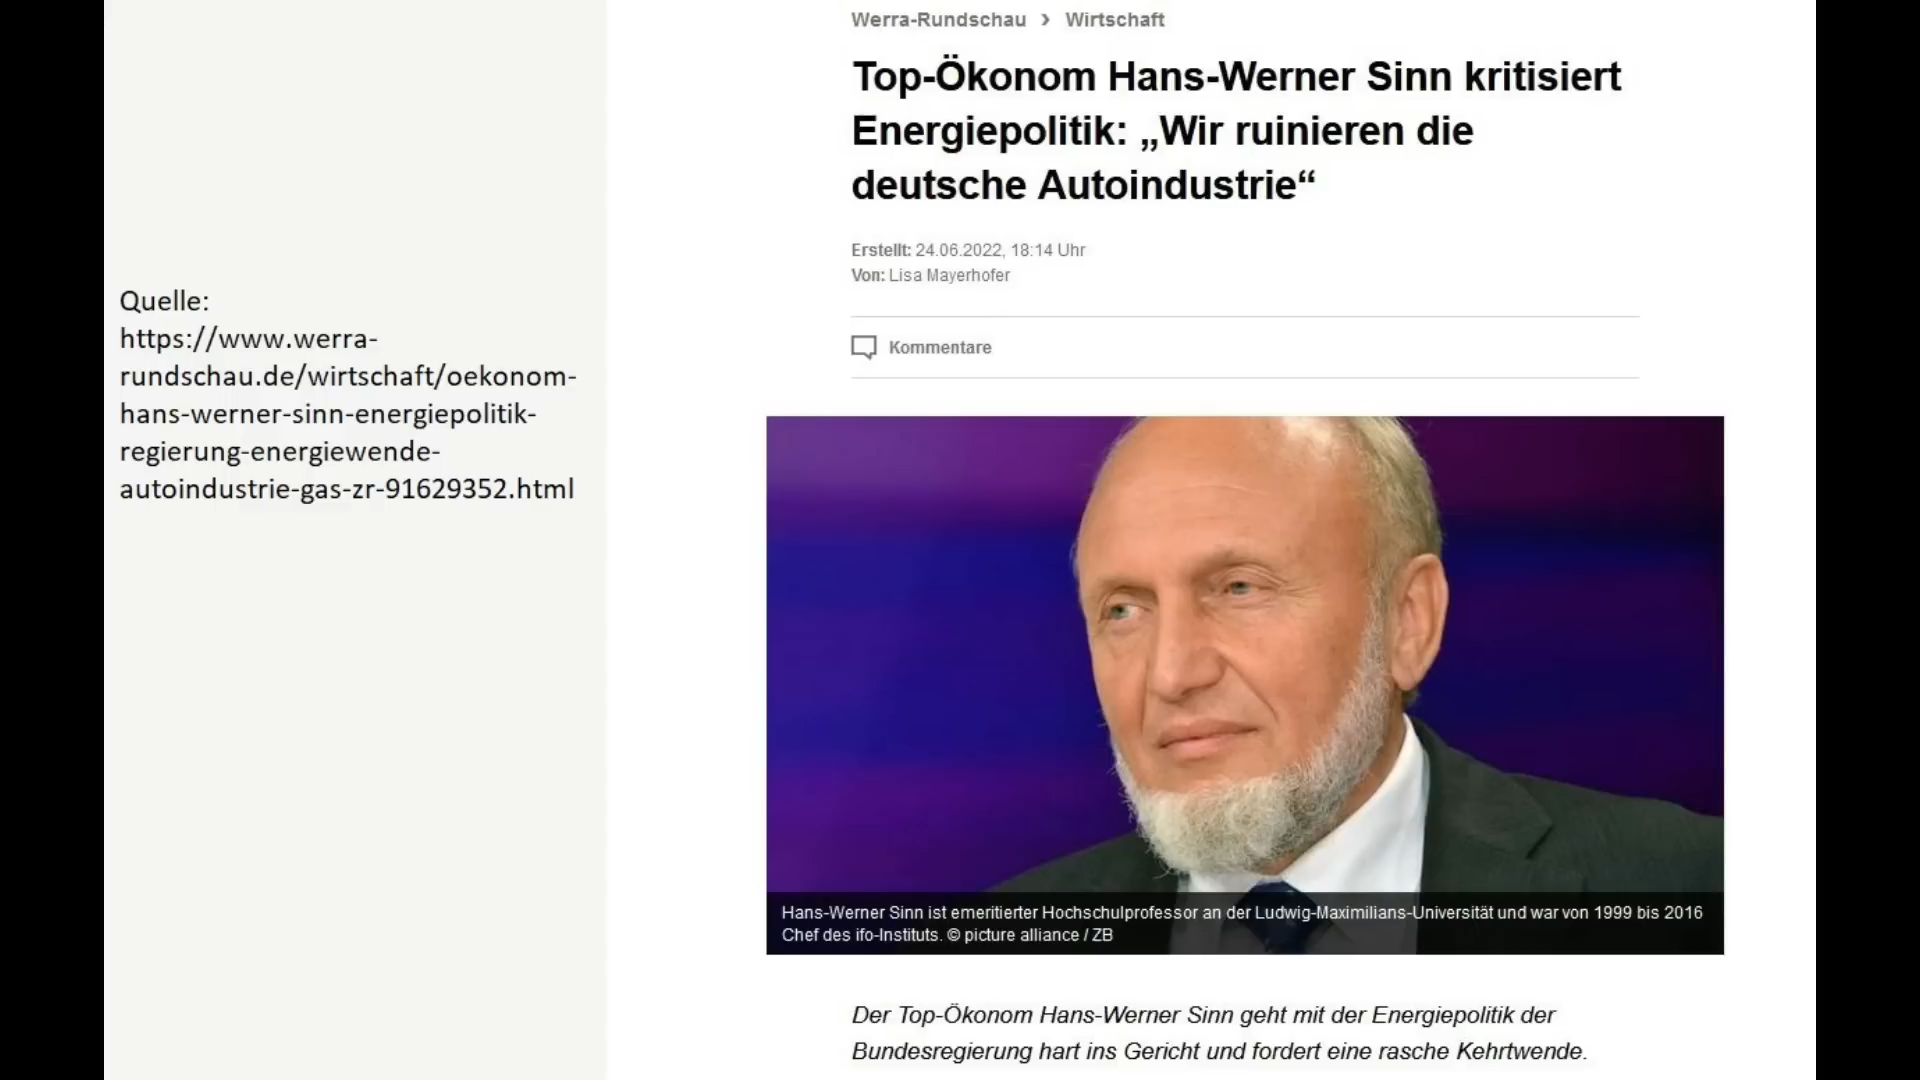 Werra-Rundschau › Wirtschaft
Top-Ökonom Hans-Werner Sinn kritisiert
Energiepolitik: „Wir ruinieren die
deutsche Autoindustrie“
Erstellt: 24.06.2022, 18:14 Uhr
Von: Lisa Mayerhofer
Kommentare
Quelle:
https://www.werra-
rundschau.de/wirtschaft/oekonom-
hans-werner-sinn-energiepolitik-
regierung-energiewende-
autoindustrie-gas-zr-91629352.html
Hans-Werner Sinn ist emeritierter Hochschulprofessor an der Ludwig-Maximilians-Universität und war von 1999 bis 2016
Chef des ifo-Instituts. © picture alliance / ZB
Der Top-Ökonom Hans-Werner Sinn geht mit der Energiepolitik der
Bundesregierung hart ins Gericht und fordert eine rasche Kehrtwende.